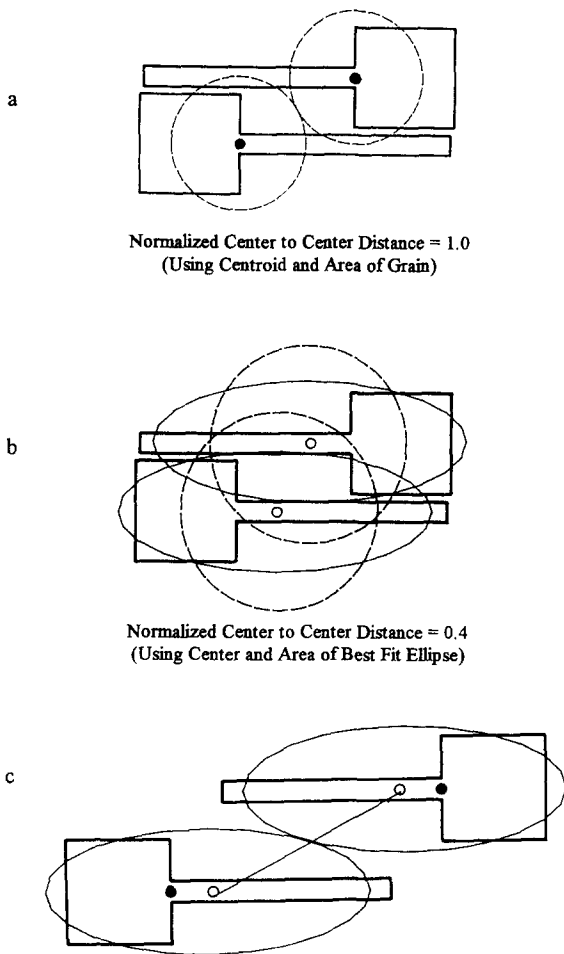 a
Normalized Center to Center Distance = 1.0
(Using Centroid and Area of Grain)
b
Normalized Center to Center Distance = 0.4
(Using Center and Area of Best Fit Ellipse)
c